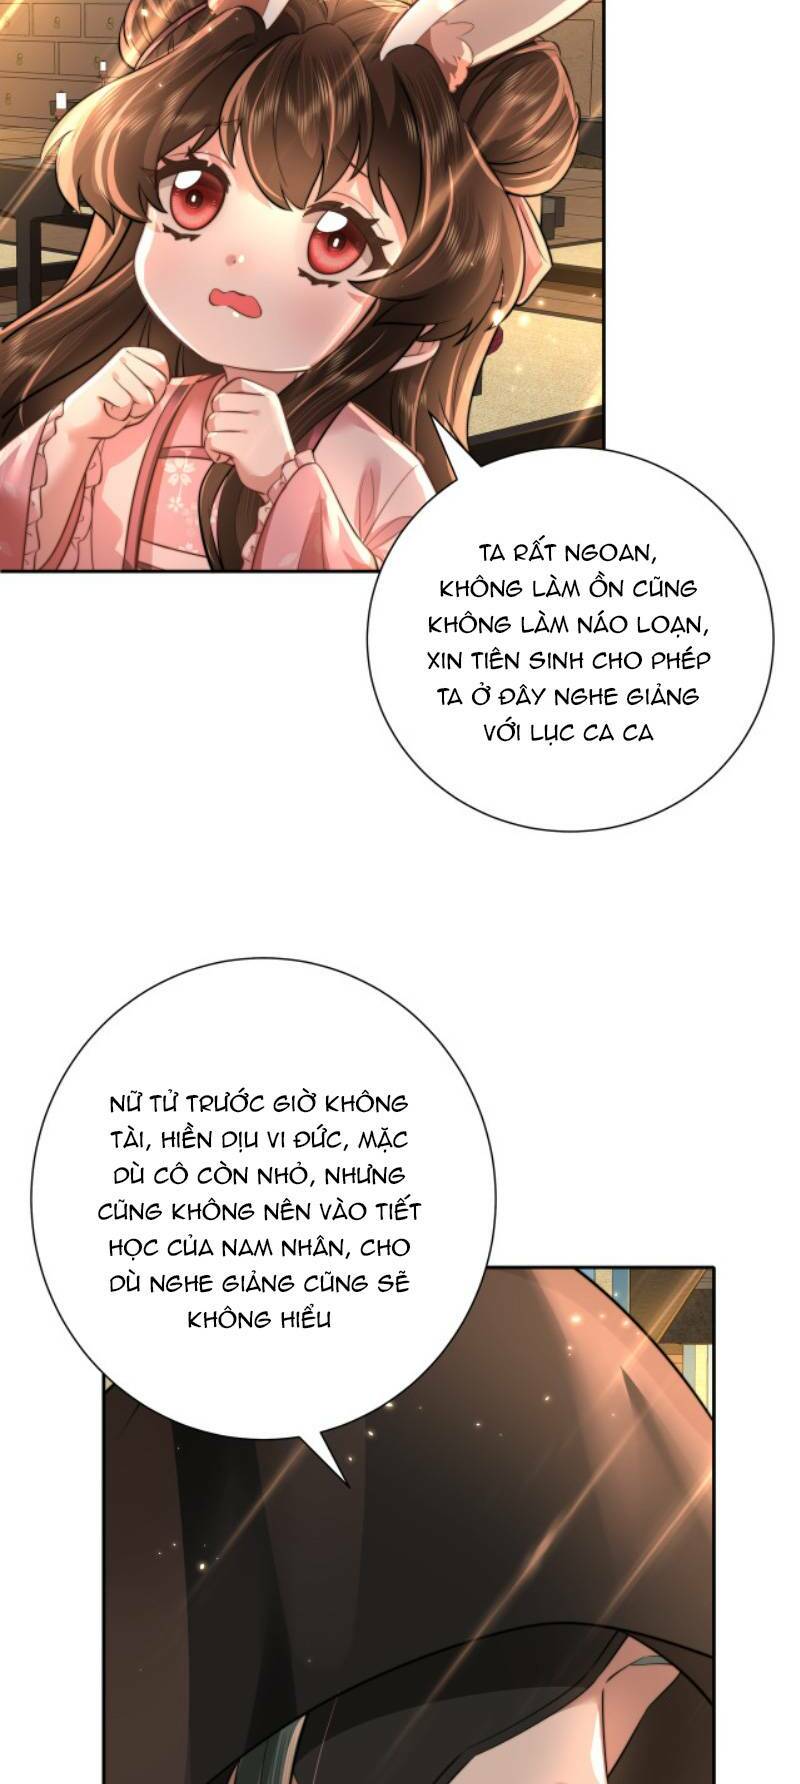 TA RẤT NGOAN,
KHÔNG LÀM ỒN CŨNG
KHÔNG LÀM NÁO LOẠN,
XIN TIÊN SINH CHO PHÉP
TA Ở ĐÂY NGHE GIẢNG
VỚI LỤC CA CA
NỮ TỬ TRƯỚC GIỜ KHÔNG
TÀI, HIỀN DỊU VI ĐỨC, MẶC
DÙ CÔ CÒN NHỎ, NHƯNG
CŨNG KHÔNG NÊN VÀO TIẾT
HỌC CỦA NAM NHÂN, CHO
DÙ NGHE GIẢNG CŨNG SẼ
KHÔNG HIỂU